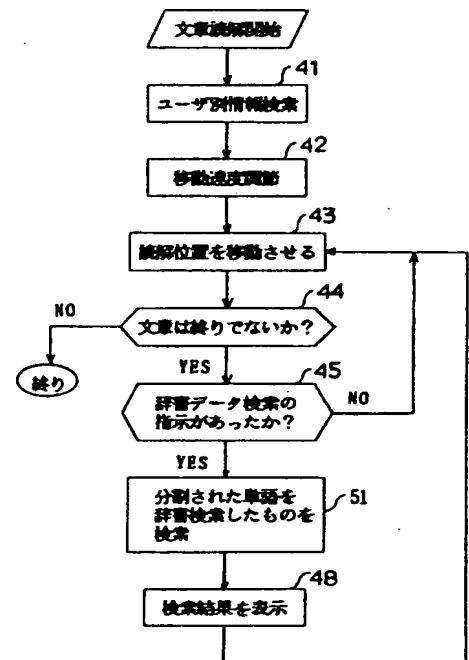 文章読解開始
41
ユーザ別情報検索
42
移動速度調節
43
読解位置を移動させる
44
文章は終りでないか?
NO
YES
終り
45
辞書データ検索の
指示があったか?
NO
YES
51
分割された単語を
辞書検索したものを
検索
48
検索結果を表示